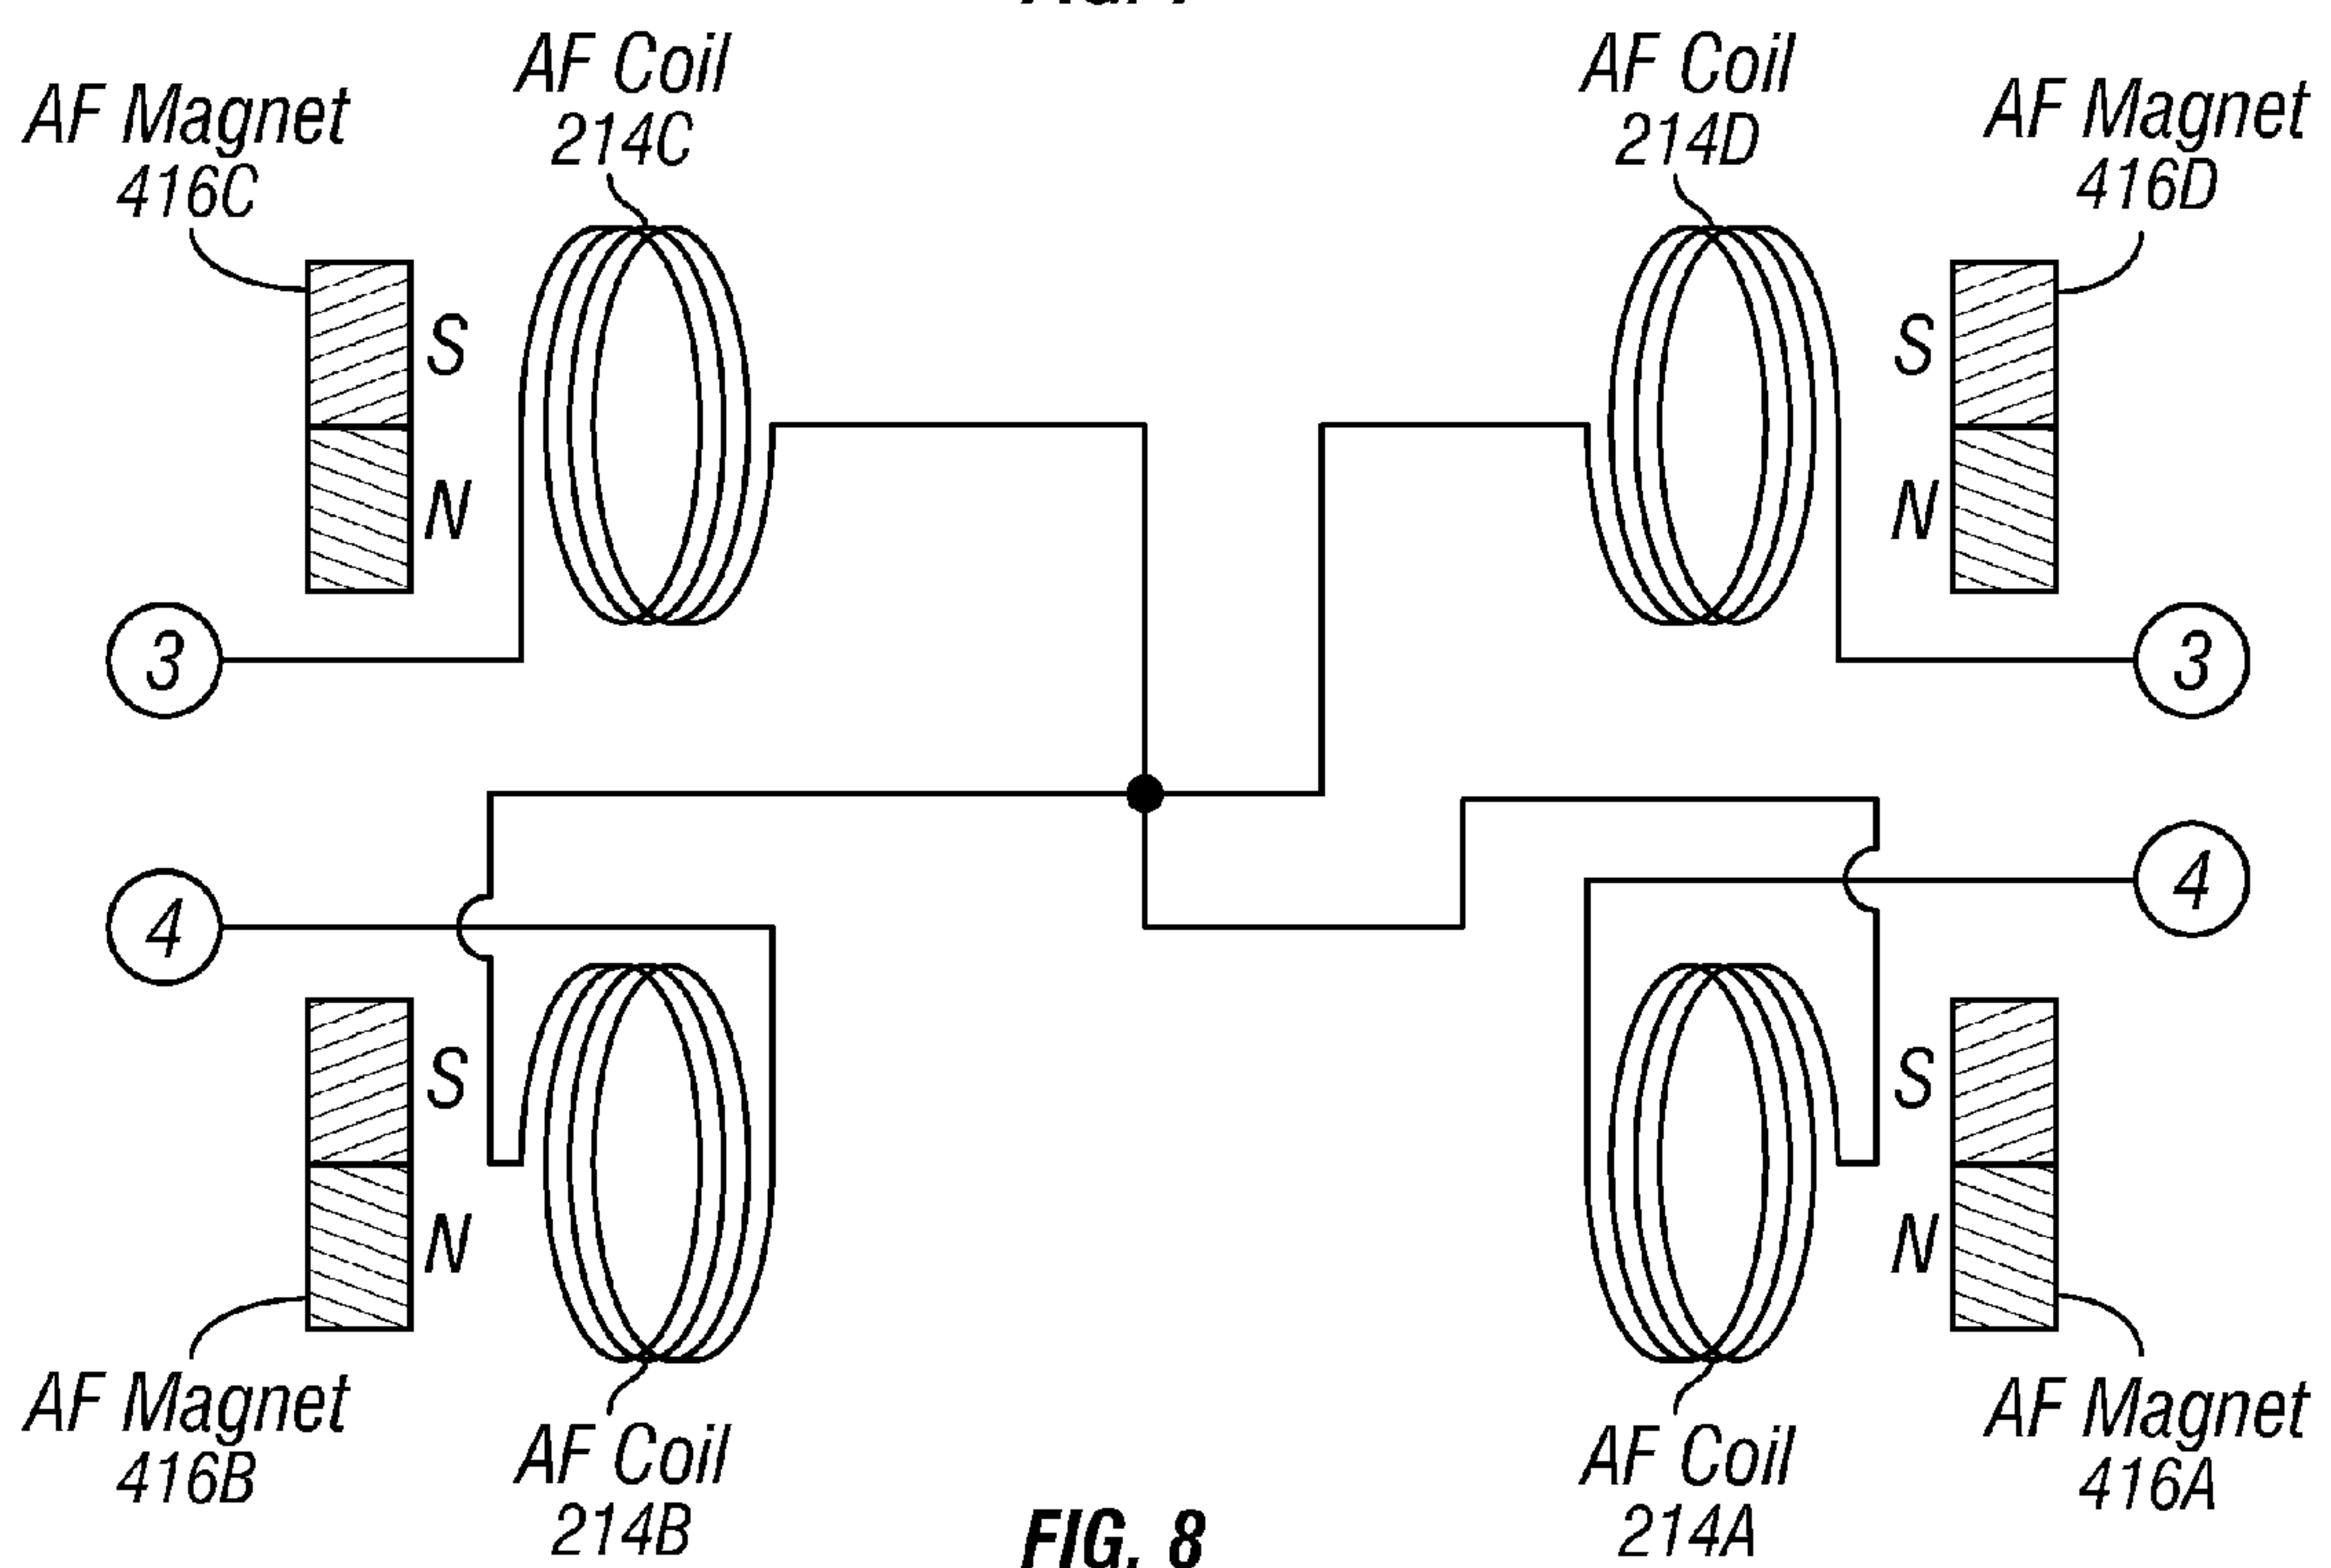 AF Coil
214C
AF Coil
214D
AF Magnet
416C
AF Magnet
416D
S
N
S
N
3
3
4
4
S
N
S
N
AF Magnet
416B
AF Coil
214B
AF Coil
214A
AF Magnet
416A
FIG. 8